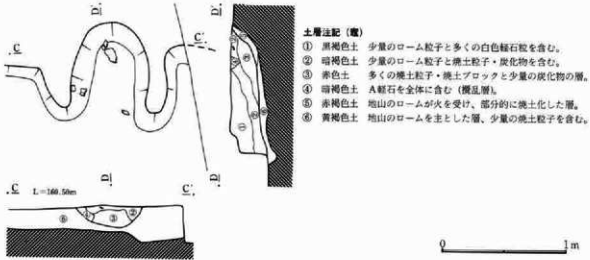 土層注記（竈）
① 黒褐色土　少量のローム粒子と多くの白色軽石粒を含む。
② 暗褐色土　少量のローム粒子と焼土粒子・炭化物を含む。
③ 赤色土　多くの焼土粒子・焼土ブロックと少量の炭化物の層。
④ 暗褐色土　A軽石を全体に含む（攪乱層）。
⑤ 赤褐色土　地山のロームが火を受け、部分的に焼土化した層。
⑥ 黄褐色土　地山のロームを主とした層、少量の焼土粒子を含む。
D'
C
C'
D'
D
D
C L=160.50m
C'
⑥ ③ ②
0 1m